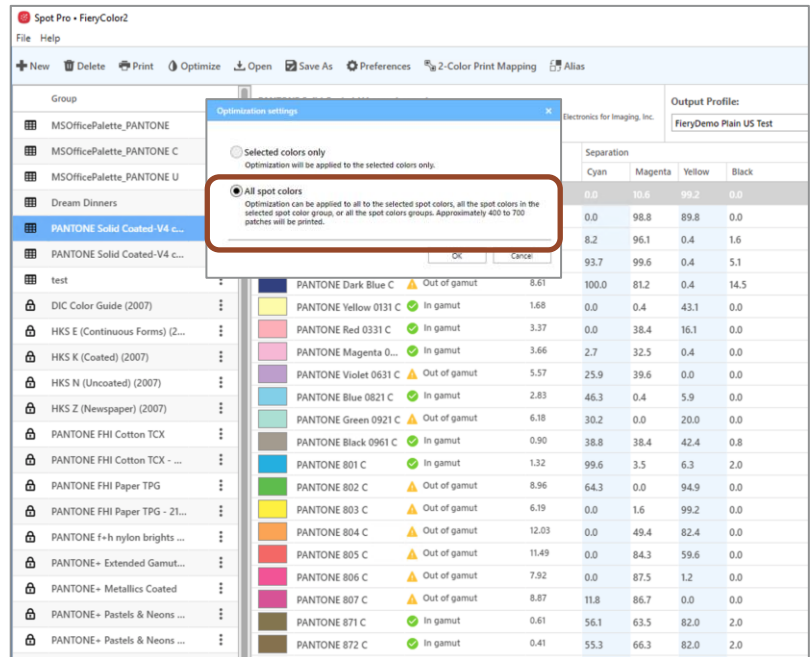 Spot Pro • FieryColor2
File Help
New Delete Print Optimize Open Save As Preferences 2-Color Print Mapping Alias
Group
MSOfficePalette_PANTONE
MSOfficePalette_PANTONE C
MSOfficePalette_PANTONE U
Dream Dinners
PANTONE Solid Coated-V4 c...
PANTONE Solid Coated-V4 c...
test
DIC Color Guide (2007)
HKS E (Continuous Forms) (2...
HKS K (Coated) (2007)
HKS N (Uncoated) (2007)
HKS Z (Newspaper) (2007)
PANTONE FHI Cotton TCX
PANTONE FHI Cotton TCX - ...
PANTONE FHI Paper TPG
PANTONE FHI Paper TPG - 21...
PANTONE f+h nylon brights ...
PANTONE+ Extended Gamut...
PANTONE+ Metallics Coated
PANTONE+ Pastels & Neons ...
PANTONE+ Pastels & Neons ...
Electronics for Imaging, Inc.
Output Profile:
FieryDemo Plain US Test
Optimization settings
Selected colors only
Optimization will be applied to the selected colors only.
All spot colors
Optimization can be applied to all to the selected spot colors, all the spot colors in the
selected spot color group, or all the spot colors groups. Approximately 400 to 700
patches will be printed.
OK Cancel
Separation
Cyan Magenta Yellow Black
0.0 10.6 99.2 0.0
0.0 98.8 89.8 0.0
8.2 96.1 0.4 1.6
93.7 99.6 0.4 5.1
PANTONE Dark Blue C Out of gamut 8.61 100.0 81.2 0.4 14.5
PANTONE Yellow 0131 C In gamut 1.68 0.0 0.4 43.1 0.0
PANTONE Red 0331 C In gamut 3.37 0.0 38.4 16.1 0.0
PANTONE Magenta 0... In gamut 3.66 2.7 32.5 0.4 0.0
PANTONE Violet 0631 C Out of gamut 5.57 25.9 39.6 0.0 0.0
PANTONE Blue 0821 C In gamut 2.83 46.3 0.4 5.9 0.0
PANTONE Green 0921 C Out of gamut 6.18 30.2 0.0 20.0 0.0
PANTONE Black 0961 C In gamut 0.90 38.8 38.4 42.4 0.8
PANTONE 801 C In gamut 1.32 99.6 3.5 6.3 2.0
PANTONE 802 C Out of gamut 8.96 64.3 0.0 94.9 0.0
PANTONE 803 C Out of gamut 6.19 0.0 1.6 99.2 0.0
PANTONE 804 C Out of gamut 12.03 0.0 49.4 82.4 0.0
PANTONE 805 C Out of gamut 11.49 0.0 84.3 59.6 0.0
PANTONE 806 C Out of gamut 7.92 0.0 87.5 1.2 0.0
PANTONE 807 C Out of gamut 8.87 11.8 86.7 0.0 0.0
PANTONE 871 C In gamut 0.61 56.1 63.5 82.0 2.0
PANTONE 872 C In gamut 0.41 55.3 66.3 82.0 2.0